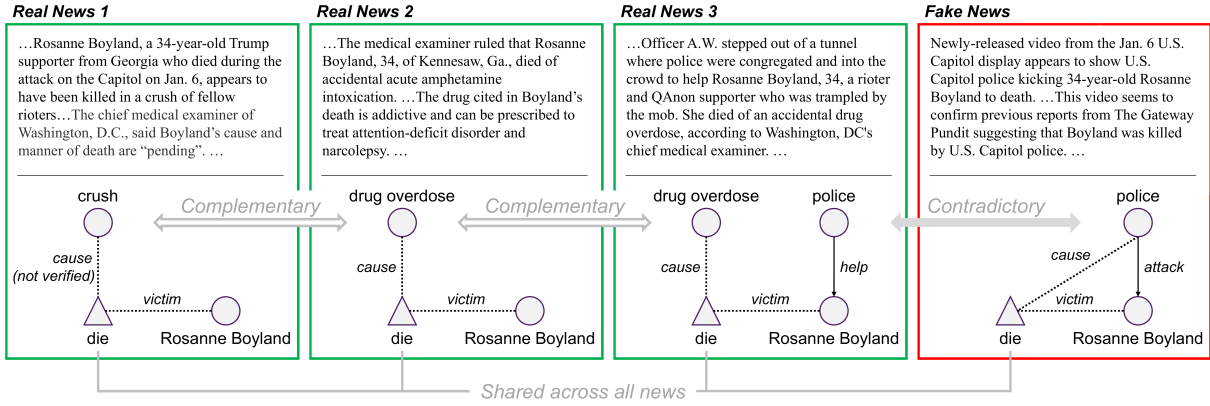 Real News 1
…Rosanne Boyland, a 34-year-old Trump
supporter from Georgia who died during the
attack on the Capitol on Jan. 6, appears to
have been killed in a crush of fellow
rioters…The chief medical examiner of
Washington, D.C., said Boyland's cause and
manner of death are “pending”. …
crush
cause
(not verified)
victim
die
Rosanne Boyland
Complementary
Real News 2
…The medical examiner ruled that Rosanne
Boyland, 34, of Kennesaw, Ga., died of
accidental acute amphetamine
intoxication. …The drug cited in Boyland's
death is addictive and can be prescribed to
treat attention-deficit disorder and
narcolepsy. …
drug overdose
cause
victim
die
Rosanne Boyland
Complementary
Real News 3
…Officer A.W. stepped out of a tunnel
where police were congregated and into the
crowd to help Rosanne Boyland, 34, a rioter
and QAnon supporter who was trampled by
the mob. She died of an accidental drug
overdose, according to Washington, DC's
chief medical examiner. …
drug overdose
police
cause
help
victim
die
Rosanne Boyland
Contradictory
Fake News
Newly-released video from the Jan. 6 U.S.
Capitol display appears to show U.S.
Capitol police kicking 34-year-old Rosanne
Boyland to death. …This video seems to
confirm previous reports from The Gateway
Pundit suggesting that Boyland was killed
by U.S. Capitol police. …
police
cause
attack
victim
die
Rosanne Boyland
Shared across all news